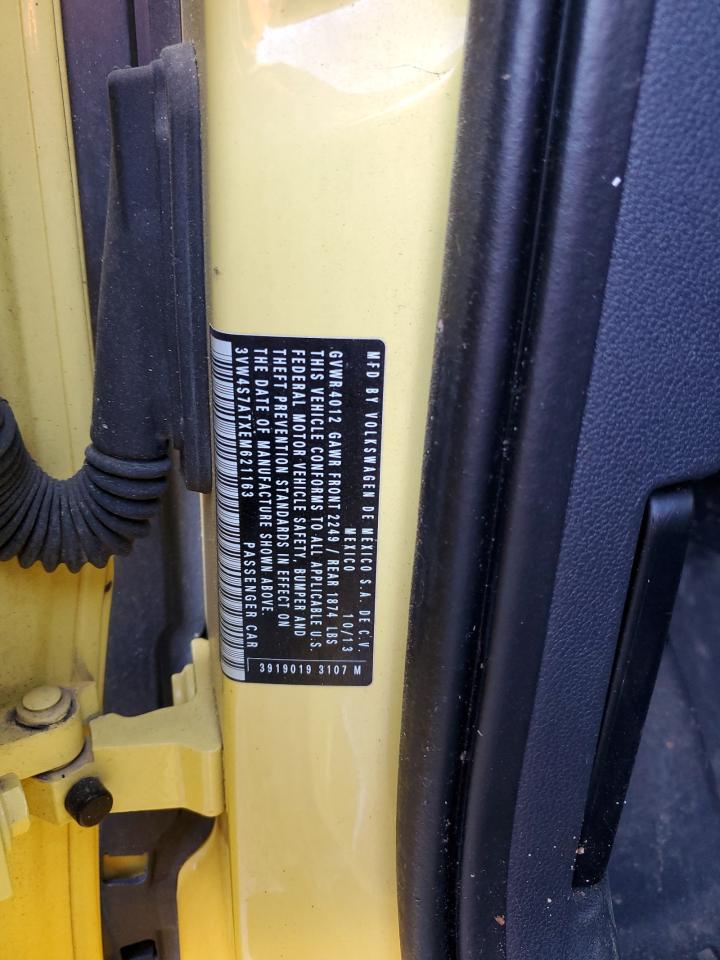 MFD BY VOLKSWAGEN DE MEXICO S.A. DE C.V.
MEXICO 10/13
GVWR 4012 GAWR FRONT 2249 / REAR 1874 LBS
THIS VEHICLE CONFORMS TO ALL APPLICABLE U.S.
FEDERAL MOTOR VEHICLE SAFETY, BUMPER AND
THEFT PREVENTION STANDARDS IN EFFECT ON
THE DATE OF MANUFACTURE SHOWN ABOVE.
3VW4S7ATXEM621163 PASSENGER CAR
3919019 3107 M